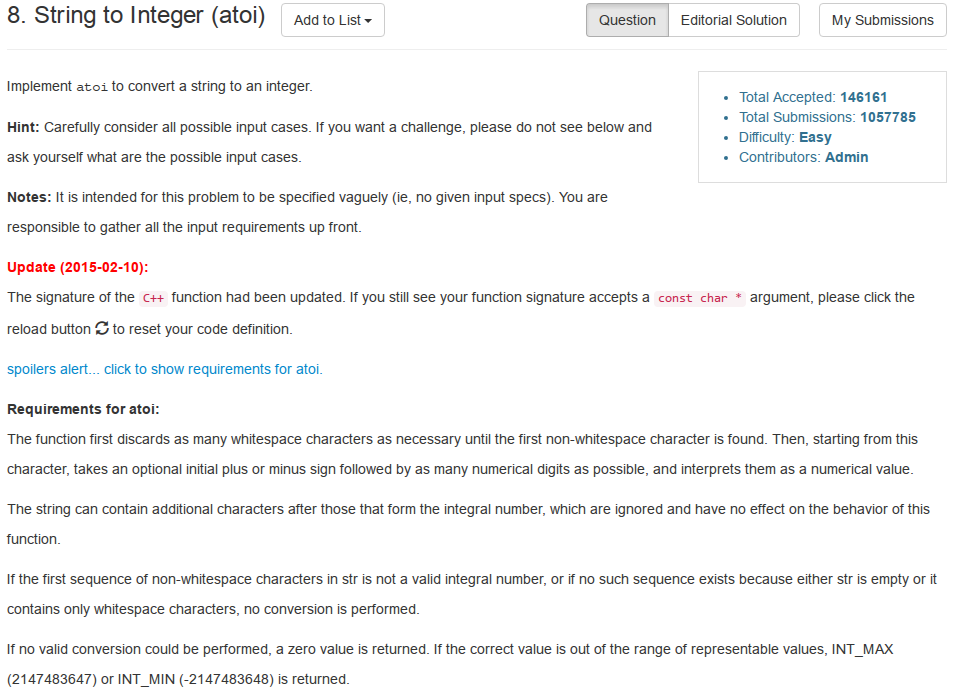 8. String to Integer (atoi)
Add to List
Question
Editorial Solution
My Submissions
Implement atoi to convert a string to an integer.
Total Accepted: 146161
Total Submissions: 1057785
Difficulty: Easy
Contributors: Admin
Hint: Carefully consider all possible input cases. If you want a challenge, please do not see below and
ask yourself what are the possible input cases.
Notes: It is intended for this problem to be specified vaguely (ie, no given input specs). You are
responsible to gather all the input requirements up front.
Update (2015-02-10):
The signature of the C++ function had been updated. If you still see your function signature accepts a const char * argument, please click the
reload button to reset your code definition.
spoilers alert... click to show requirements for atoi.
Requirements for atoi:
The function first discards as many whitespace characters as necessary until the first non-whitespace character is found. Then, starting from this
character, takes an optional initial plus or minus sign followed by as many numerical digits as possible, and interprets them as a numerical value.
The string can contain additional characters after those that form the integral number, which are ignored and have no effect on the behavior of this
function.
If the first sequence of non-whitespace characters in str is not a valid integral number, or if no such sequence exists because either str is empty or it
contains only whitespace characters, no conversion is performed.
If no valid conversion could be performed, a zero value is returned. If the correct value is out of the range of representable values, INT_MAX
(2147483647) or INT_MIN (-2147483648) is returned.